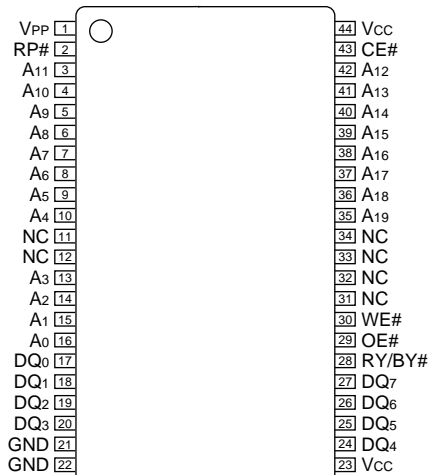 VPP 1 44 VCC
RP# 2 43 CE#
A11 3 42 A12
A10 4 41 A13
A9 5 40 A14
A8 6 39 A15
A7 7 38 A16
A6 8 37 A17
A5 9 36 A18
A4 10 35 A19
NC 11 34 NC
NC 12 33 NC
A3 13 32 NC
A2 14 31 NC
A1 15 30 WE#
A0 16 29 OE#
DQ0 17 28 RY/BY#
DQ1 18 27 DQ7
DQ2 19 26 DQ6
DQ3 20 25 DQ5
GND 21 24 DQ4
GND 22 23 VCC